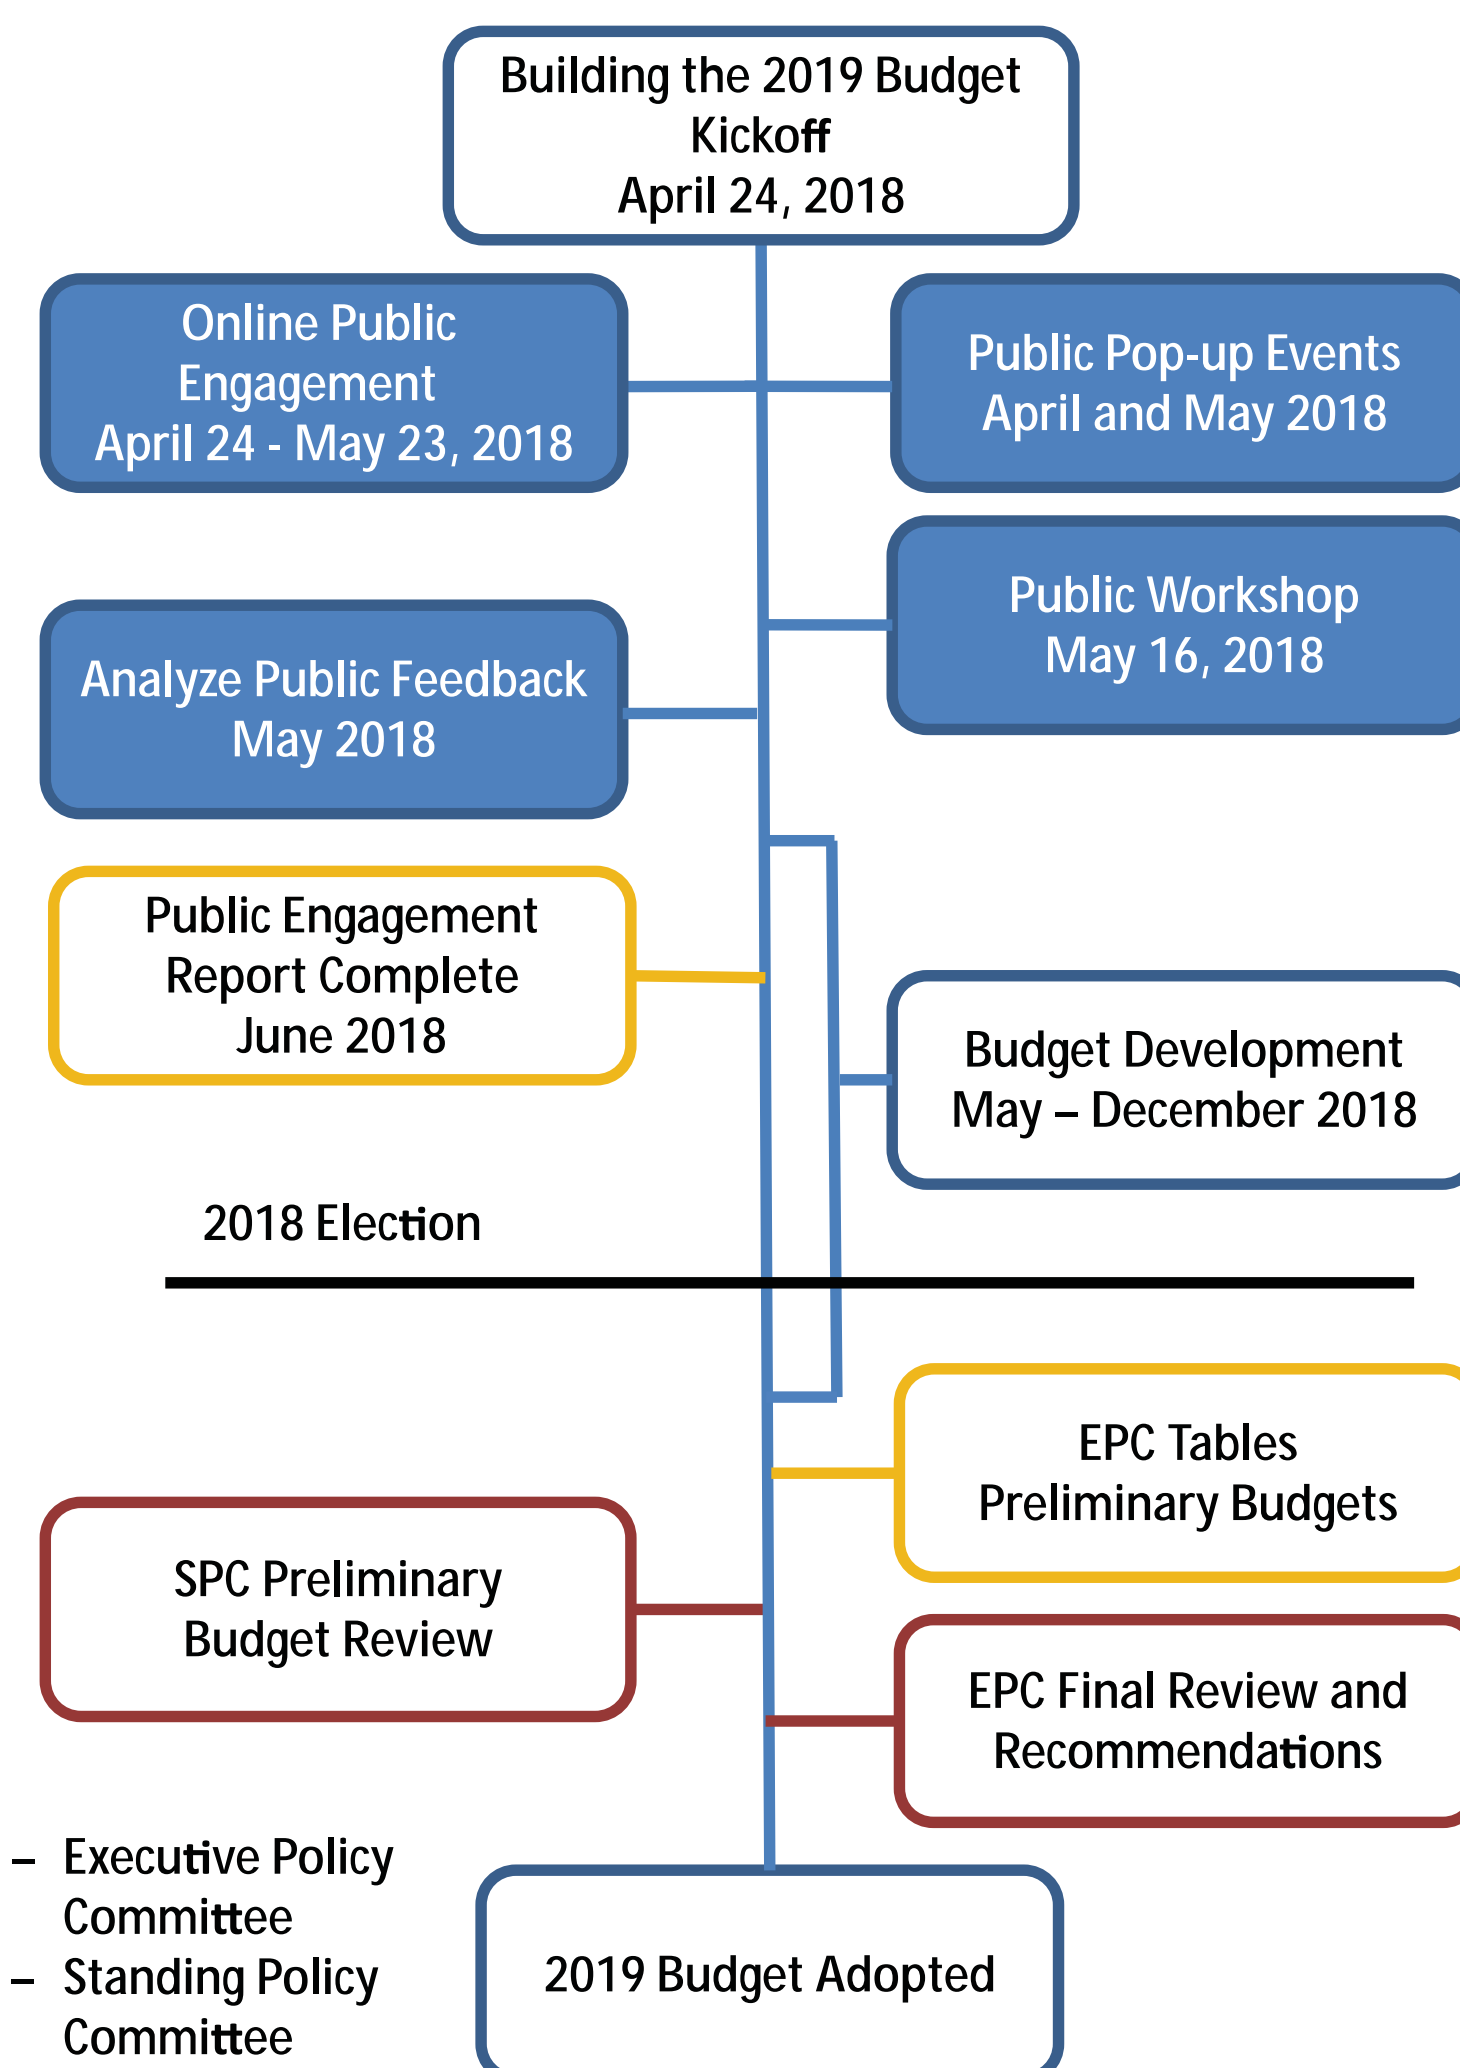 Building the 2019 Budget
Kickoff
April 24, 2018
Online Public
Engagement
April 24 - May 23, 2018
Public Pop-up Events
April and May 2018
Public Workshop
May 16, 2018
Analyze Public Feedback
May 2018
Public Engagement
Report Complete
June 2018
Budget Development
May – December 2018
2018 Election
EPC Tables
Preliminary Budgets
SPC Preliminary
Budget Review
EPC Final Review and
Recommendations
– Executive Policy
Committee
– Standing Policy
Committee
2019 Budget Adopted